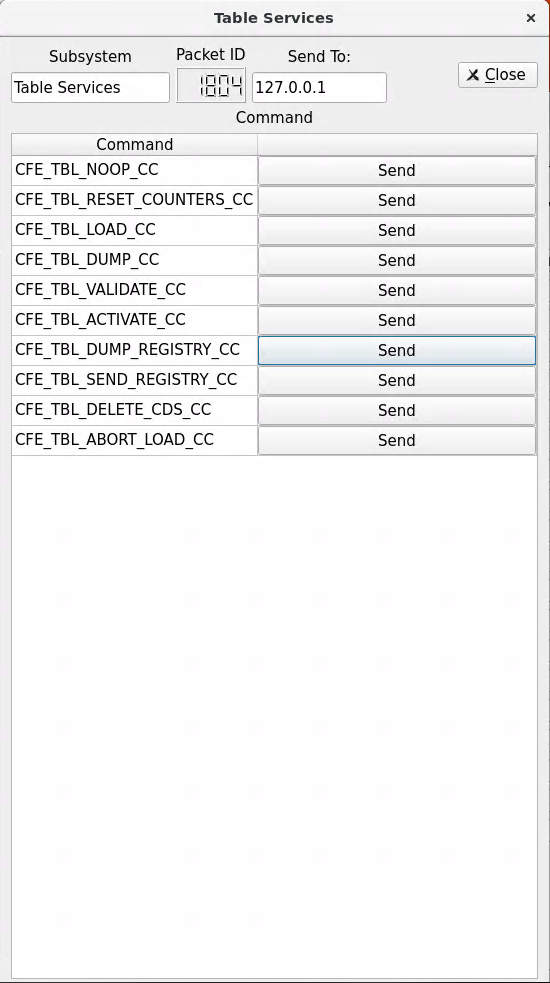 Table Services
Subsystem Packet ID Send To:
Table Services 1804 127.0.0.1 Close
Command
Command
CFE_TBL_NOOP_CC Send
CFE_TBL_RESET_COUNTERS_CC Send
CFE_TBL_LOAD_CC Send
CFE_TBL_DUMP_CC Send
CFE_TBL_VALIDATE_CC Send
CFE_TBL_ACTIVATE_CC Send
CFE_TBL_DUMP_REGISTRY_CC Send
CFE_TBL_SEND_REGISTRY_CC Send
CFE_TBL_DELETE_CDS_CC Send
CFE_TBL_ABORT_LOAD_CC Send